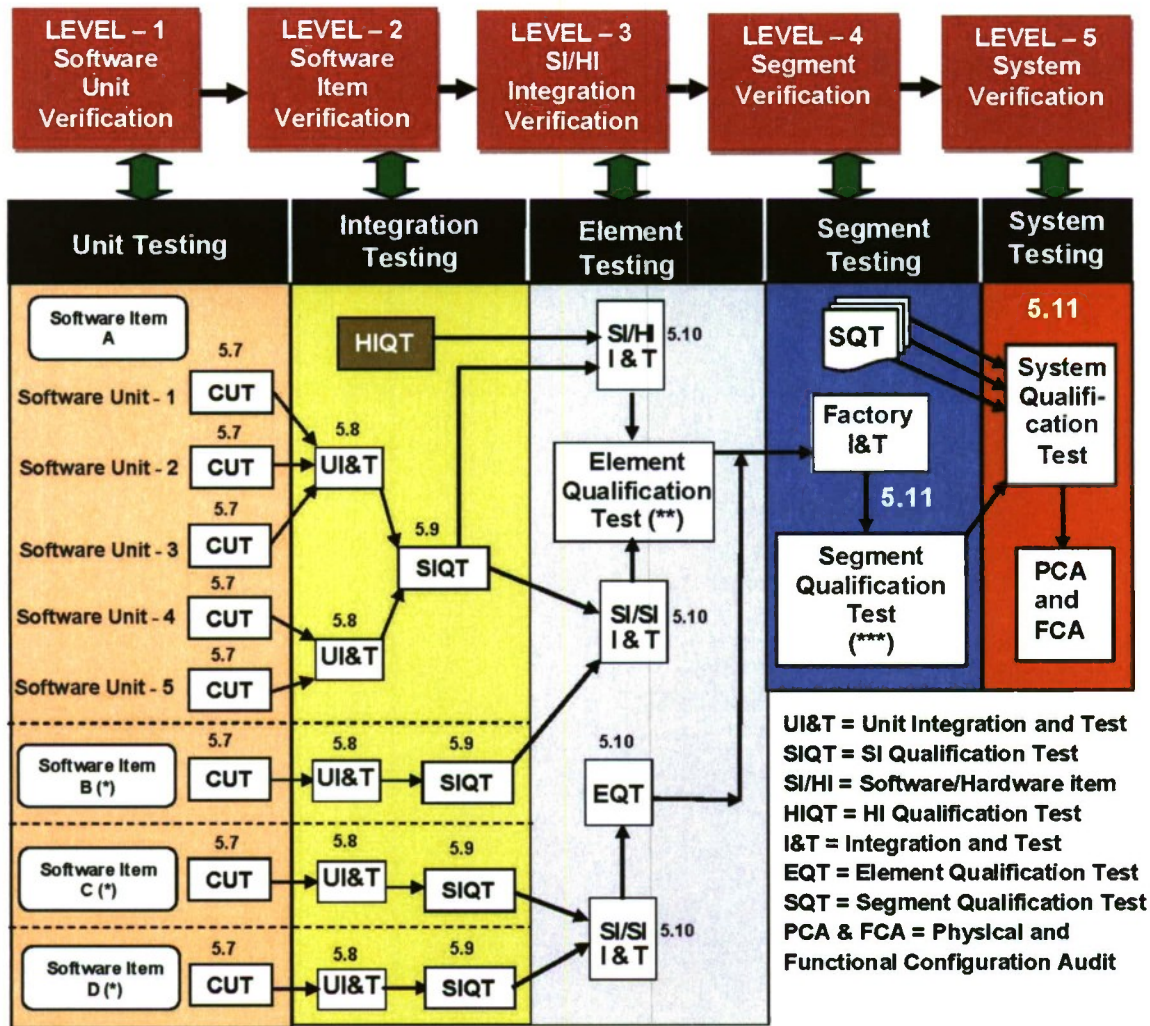 LEVEL – 1
Software
Unit
Verification
LEVEL – 2
Software
Item
Verification
LEVEL – 3
SI/HI
Integration
Verification
LEVEL – 4
Segment
Verification
LEVEL – 5
System
Verification
Unit Testing
Integration
Testing
Element
Testing
Segment
Testing
System
Testing
Software Item
A
5.7
Software Unit - 1
CUT
5.7
Software Unit - 2
CUT
5.7
Software Unit - 3
CUT
5.7
Software Unit - 4
CUT
5.7
Software Unit - 5
CUT
HIQT
5.8
UI&T
5.9
SIQT
5.8
UI&T
SI/HI
I & T
5.10
Element
Qualification
Test (**)
SI/SI
I & T
5.10
SQT
Factory
I&T
5.11
Segment
Qualification
Test
(***)
5.11
System
Qualifi-
cation
Test
PCA
and
FCA
Software Item
B (*)
5.7
CUT
5.8
UI&T
5.9
SIQT
5.10
EQT
Software Item
C (*)
5.7
CUT
5.8
UI&T
5.9
SIQT
SI/SI
I & T
5.10
Software Item
D (*)
5.7
CUT
5.8
UI&T
5.9
SIQT
UI&T = Unit Integration and Test
SIQT = SI Qualification Test
SI/HI = Software/Hardware item
HIQT = HI Qualification Test
I&T = Integration and Test
EQT = Element Qualification Test
SQT = Segment Qualification Test
PCA & FCA = Physical and
Functional Configuration Audit